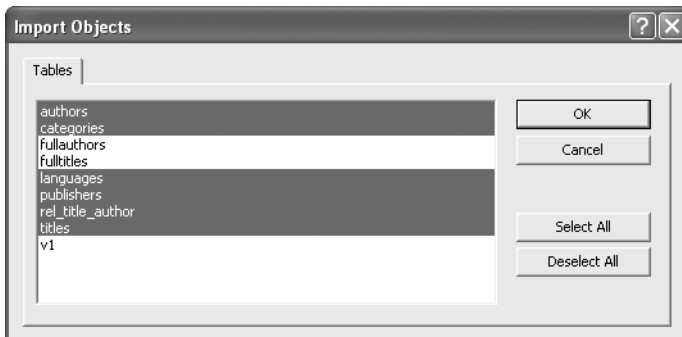 Import Objects
Tables
authors
categories
fullauthors
fulltitles
languages
publishers
rel_title_author
titles
v1
OK
Cancel
Select All
Deselect All